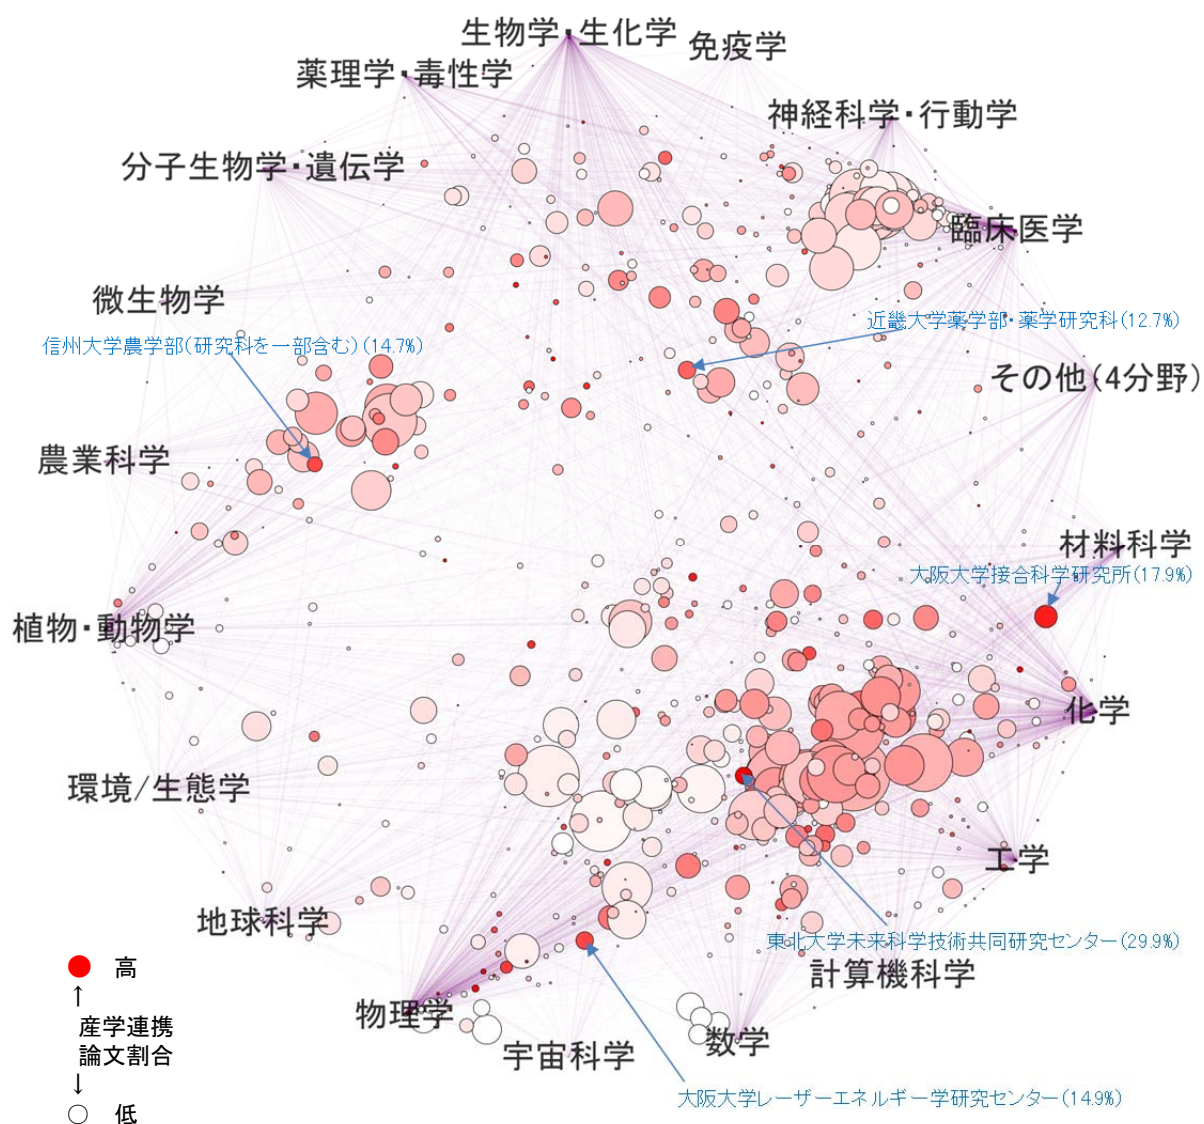 生物学・生化学
免疫学
薬理学・毒性学
神経科学・行動学
分子生物学・遺伝学
臨床医学
微生物学
近畿大学薬学部・薬学研究科(12.7%)
信州大学農学部(研究科を一部含む)(14.7%)
その他(4分野)
農業科学
材料科学
大阪大学接合科学研究所(17.9%)
植物・動物学
化学
環境/生態学
工学
地球科学
東北大学未来科学技術共同研究センター(29.9%)
高
計算機科学
↑
物理学
産学連携
論文割合
数学
宇宙科学
↓
大阪大学レーザーエネルギー学研究センター(14.9%)
低